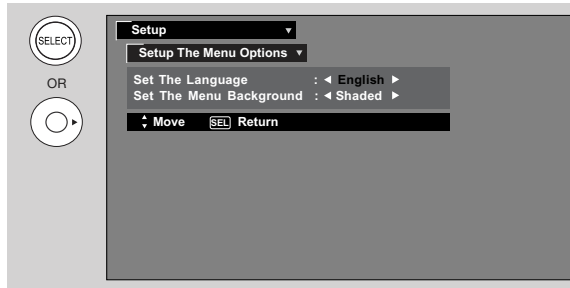 SELECT
OR
Setup
Setup The Menu Options
Set The Language : English
Set The Menu Background : Shaded
Move SEL Return